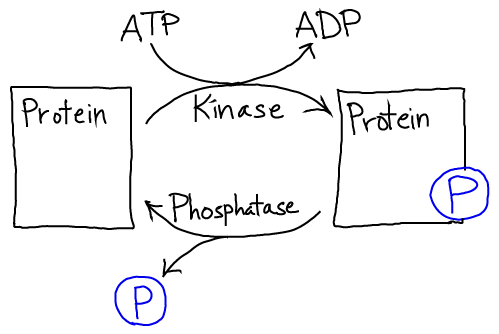 ATP
ADP
Protein
Kinase
Protein
P
Phosphatase
P